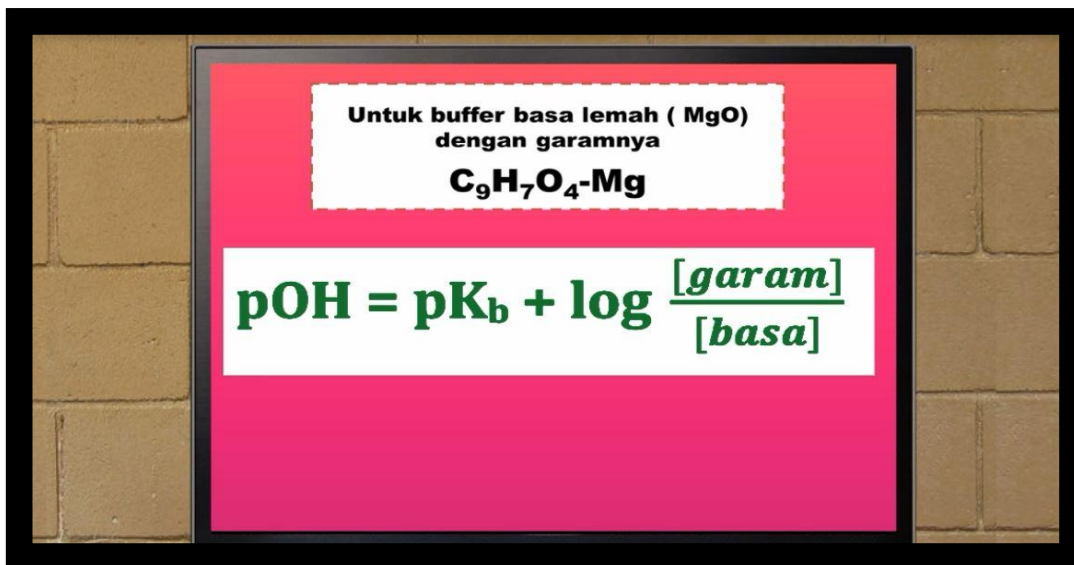 Untuk buffer basa lemah ( MgO)
dengan garamnya
C₉H₇O₄-Mg
pOH = pK_b + log [garam]/[basa]